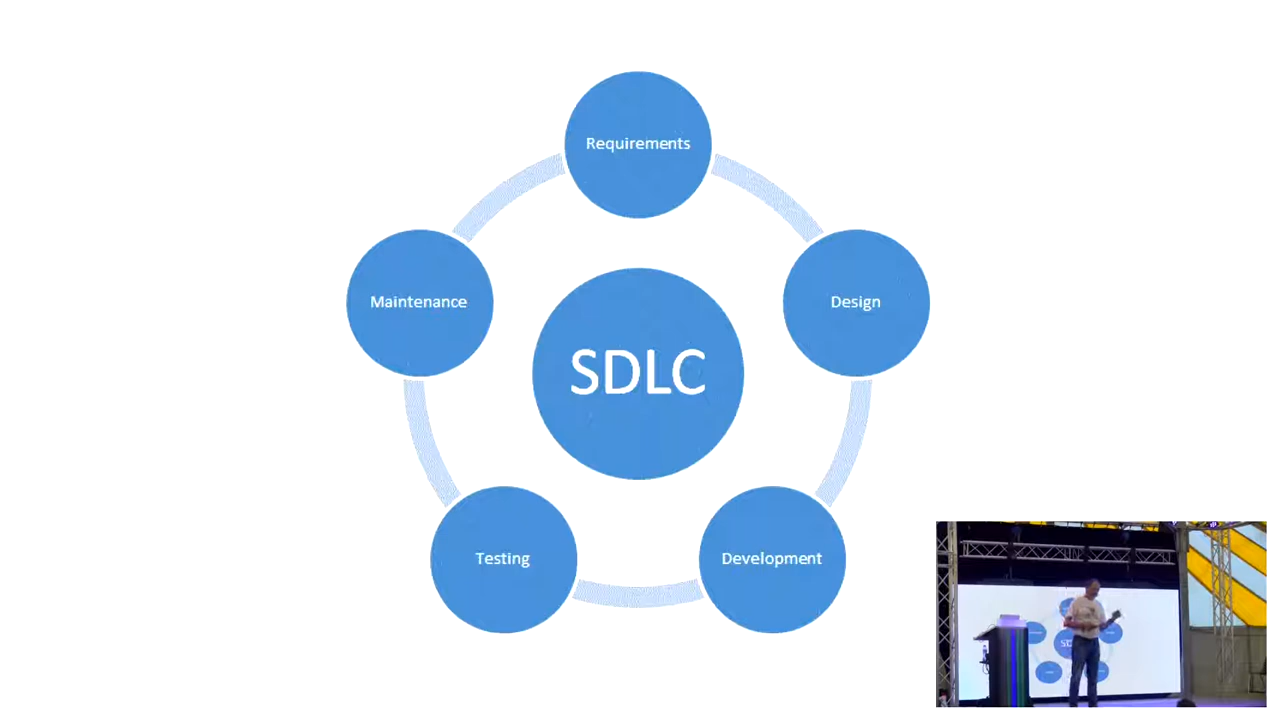 Requirements
Maintenance
Design
SDLC
Testing
Development